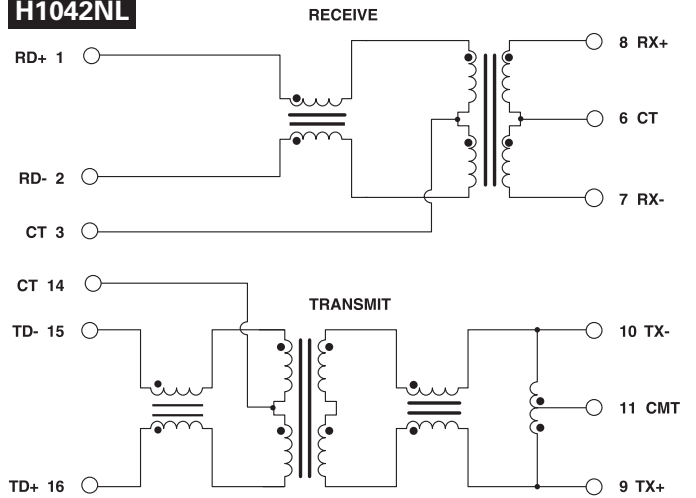 H1042NL
RECEIVE
RD+ 1
8 RX+
6 CT
RD- 2
7 RX-
CT 3
CT 14
TRANSMIT
TD- 15
10 TX-
11 CMT
TD+ 16
9 TX+